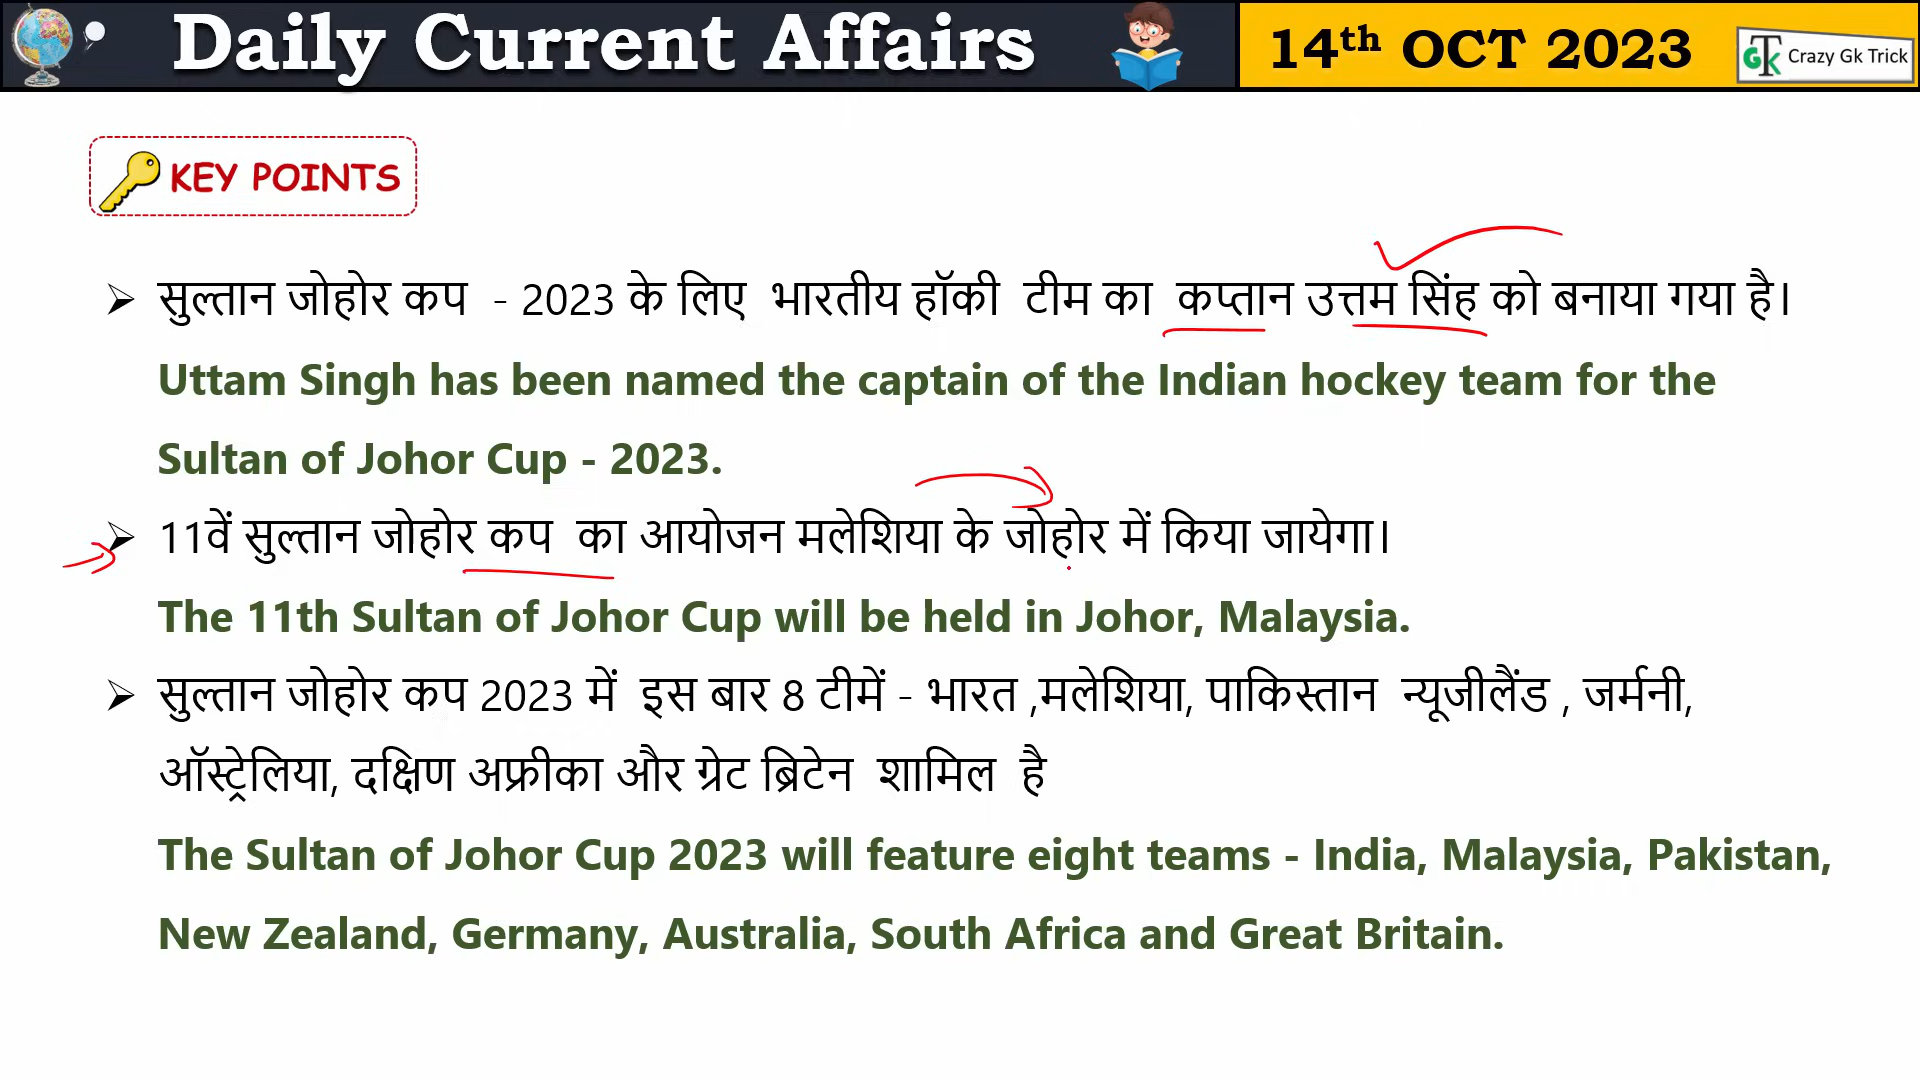 Daily Current Affairs
14th OCT 2023
GTK Crazy Gk Trick
KEY POINTS
➢ सुल्तान जोहोर कप - 2023 के लिए भारतीय हॉकी टीम का कप्तान उत्तम सिंह को बनाया गया है।
Uttam Singh has been named the captain of the Indian hockey team for the
Sultan of Johor Cup - 2023.
➢ 11वें सुल्तान जोहोर कप का आयोजन मलेशिया के जोहोर में किया जायेगा।
The 11th Sultan of Johor Cup will be held in Johor, Malaysia.
➢ सुल्तान जोहोर कप 2023 में इस बार 8 टीमें - भारत ,मलेशिया, पाकिस्तान न्यूजीलैंड , जर्मनी,
ऑस्ट्रेलिया, दक्षिण अफ्रीका और ग्रेट ब्रिटेन शामिल है
The Sultan of Johor Cup 2023 will feature eight teams - India, Malaysia, Pakistan,
New Zealand, Germany, Australia, South Africa and Great Britain.